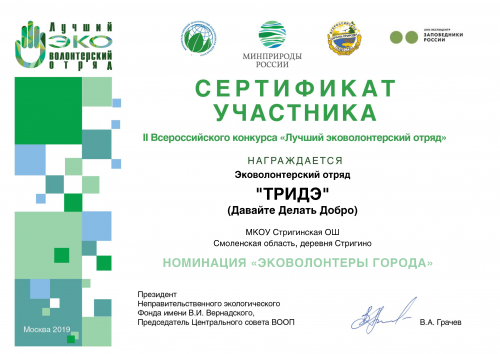 Лучший
ЭКО
волонтерский
отряд
МИНПРИРОДЫ
РОССИИ
ЗАПОВЕДНИКИ
РОССИИ
СЕРТИФИКАТ
УЧАСТНИКА
II Всероссийского конкурса «Лучший эковолонтерский отряд»
НАГРАЖДАЕТСЯ
Эковолонтерский отряд
"ТРИДЭ"
(Давайте Делать Добро)
МКОУ Стригинская ОШ
Смоленская область, деревня Стригино
НОМИНАЦИЯ «ЭКОВОЛОНТЕРЫ ГОРОДА»
Президент
Неправительственного экологического
Фонда имени В.И. Вернадского,
Председатель Центрального совета ВООП
В.А. Грачев
Москва 2019